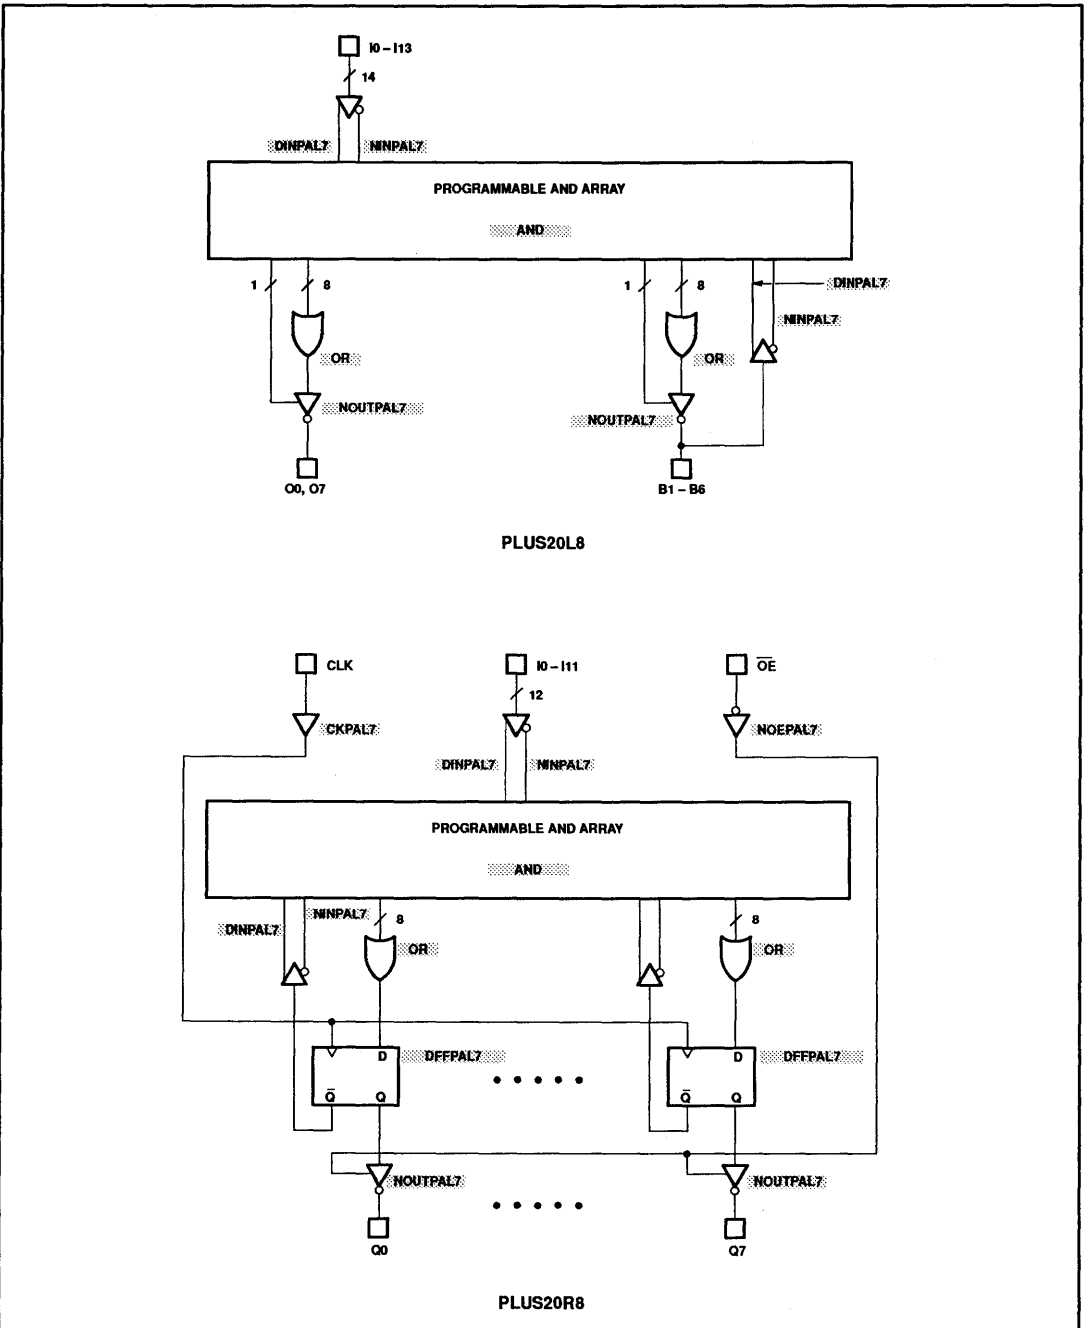 I0 – I13
14
DINPAL7 NINPAL7
PROGRAMMABLE AND ARRAY
AND
1 8 1 8 DINPAL7
NINPAL7
OR OR
NOUTPAL7 NOUTPAL7
O0, O7 B1 – B6
PLUS20L8
CLK I0 – I11 O̅E̅
12
CKPAL7 NOEPAL7
DINPAL7 NINPAL7
PROGRAMMABLE AND ARRAY
AND
NINPAL7 8 8
DINPAL7
OR OR
D DFFPAL7 D DFFPAL7
Q̅ Q Q̅ Q
NOUTPAL7 NOUTPAL7
Q0 Q7
PLUS20R8